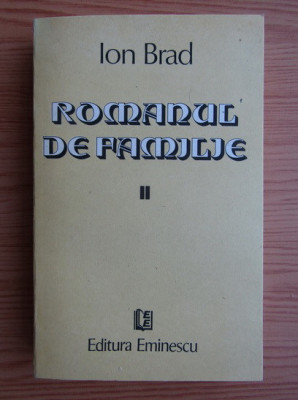 Ion Brad
ROMANUL
DE FAMILIE
II
Editura Eminescu